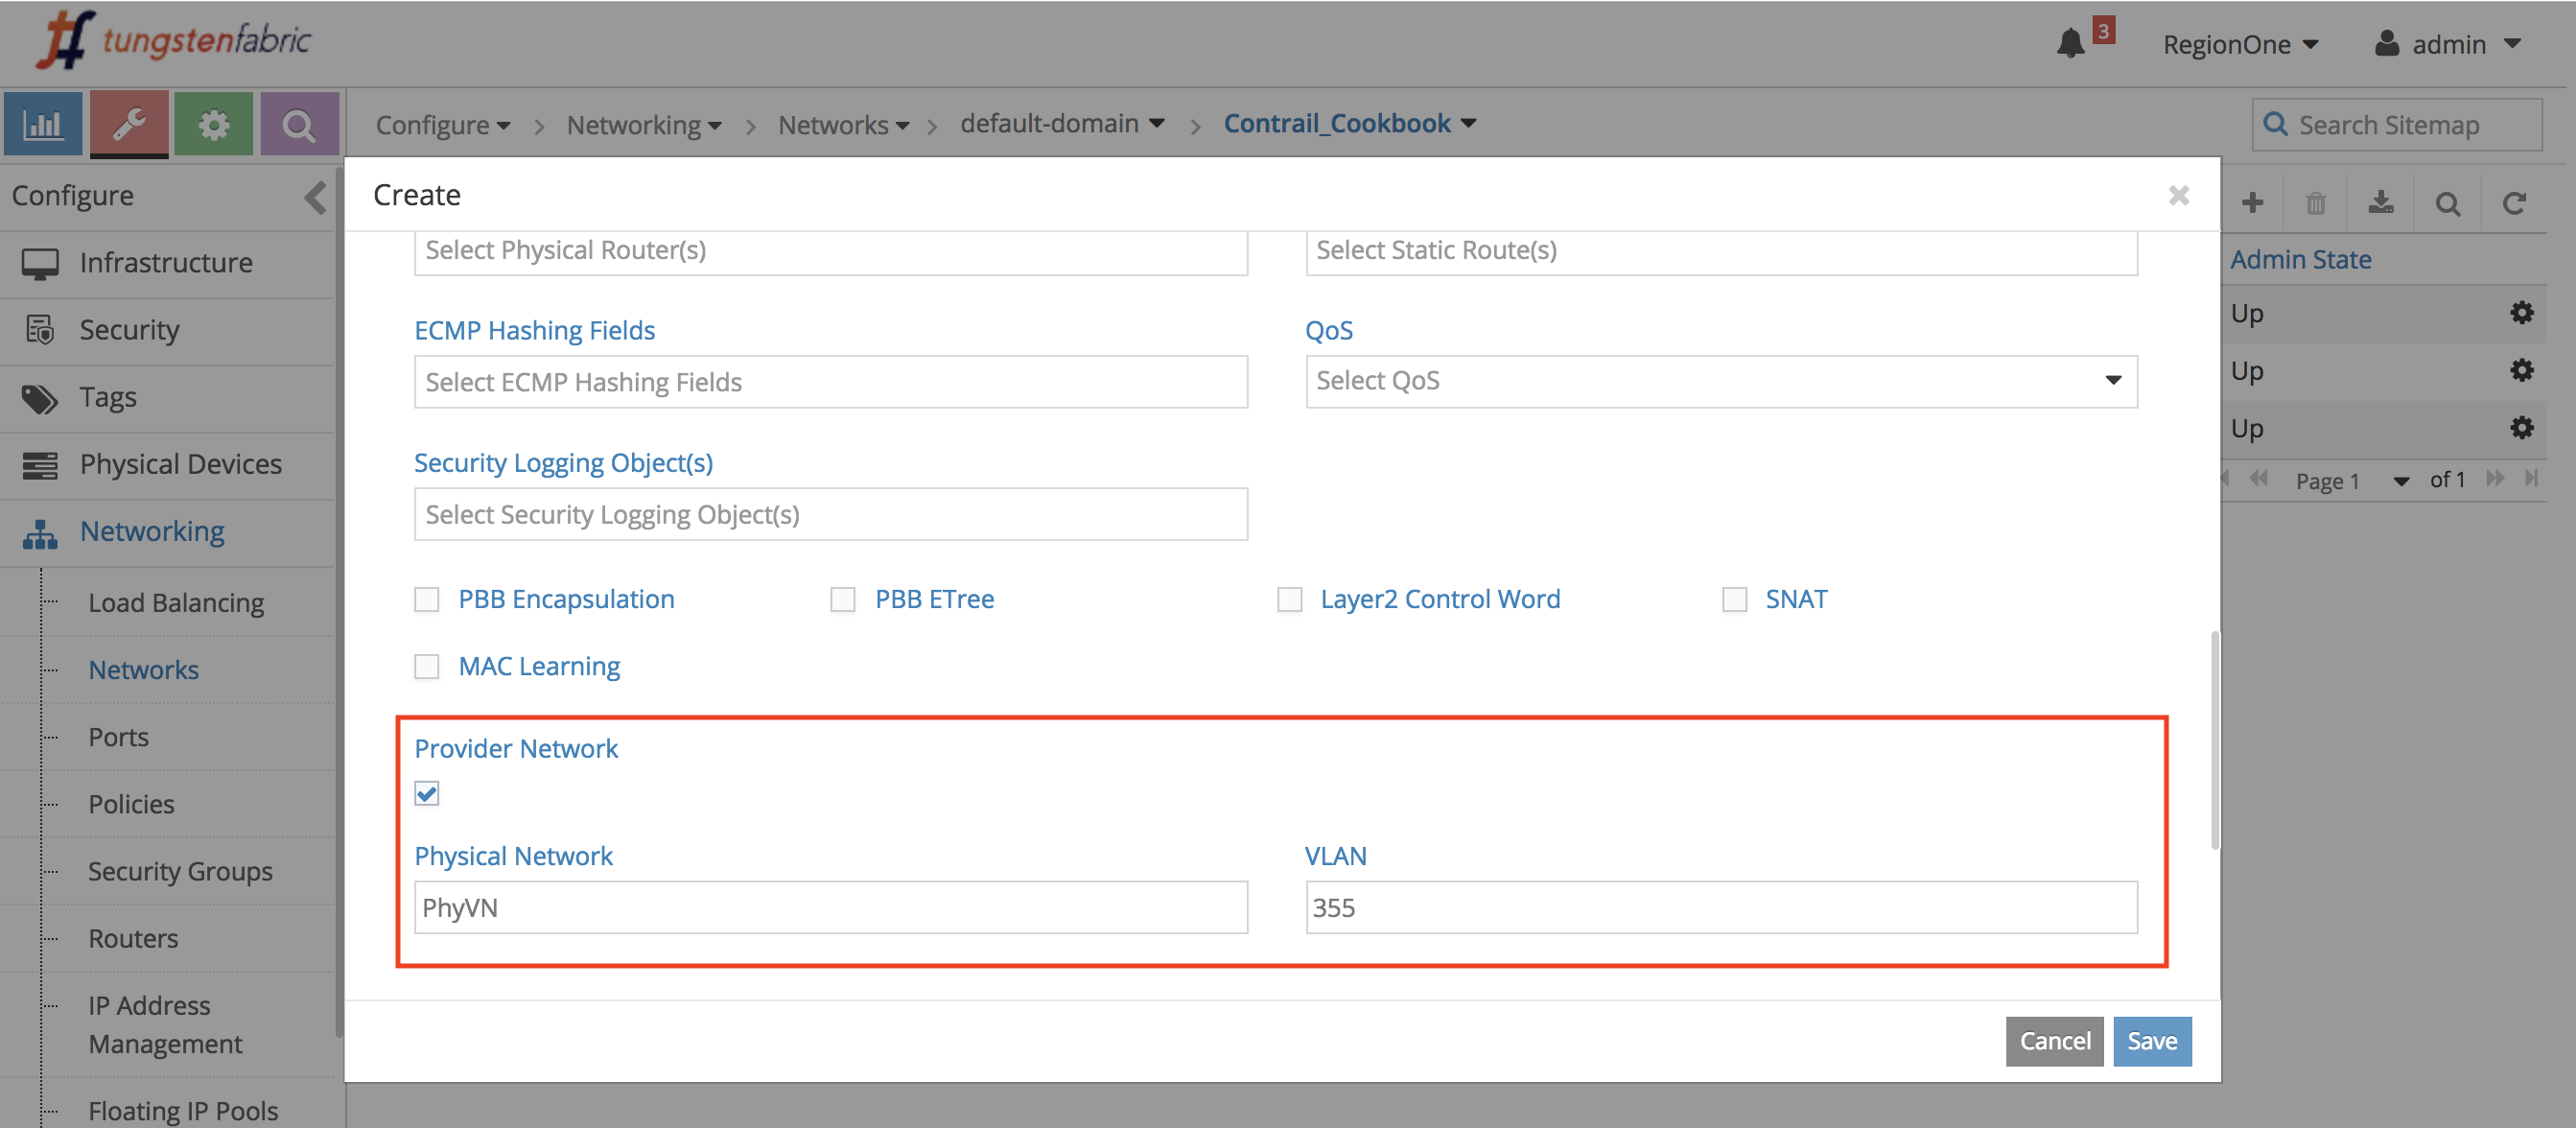 tungstenfabric
3
RegionOne
admin
Configure
Networking
Networks
default-domain
Contrail_Cookbook
Search Sitemap
Configure
Infrastructure
Security
Tags
Physical Devices
Networking
Load Balancing
Networks
Ports
Policies
Security Groups
Routers
IP Address
Management
Floating IP Pools
Create
Select Physical Router(s)
Select Static Route(s)
ECMP Hashing Fields
QoS
Select ECMP Hashing Fields
Select QoS
Security Logging Object(s)
Select Security Logging Object(s)
PBB Encapsulation
PBB ETree
Layer2 Control Word
SNAT
MAC Learning
Provider Network
Physical Network
VLAN
PhyVN
355
Cancel
Save
Admin State
Up
Up
Up
Page 1
of 1